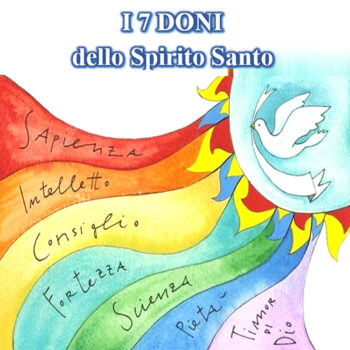 I 7 DONI
dello Spirito Santo
Sapienza
Intelletto
Consiglio
Fortezza
Scienza
Pietà
Timor
di
Dio